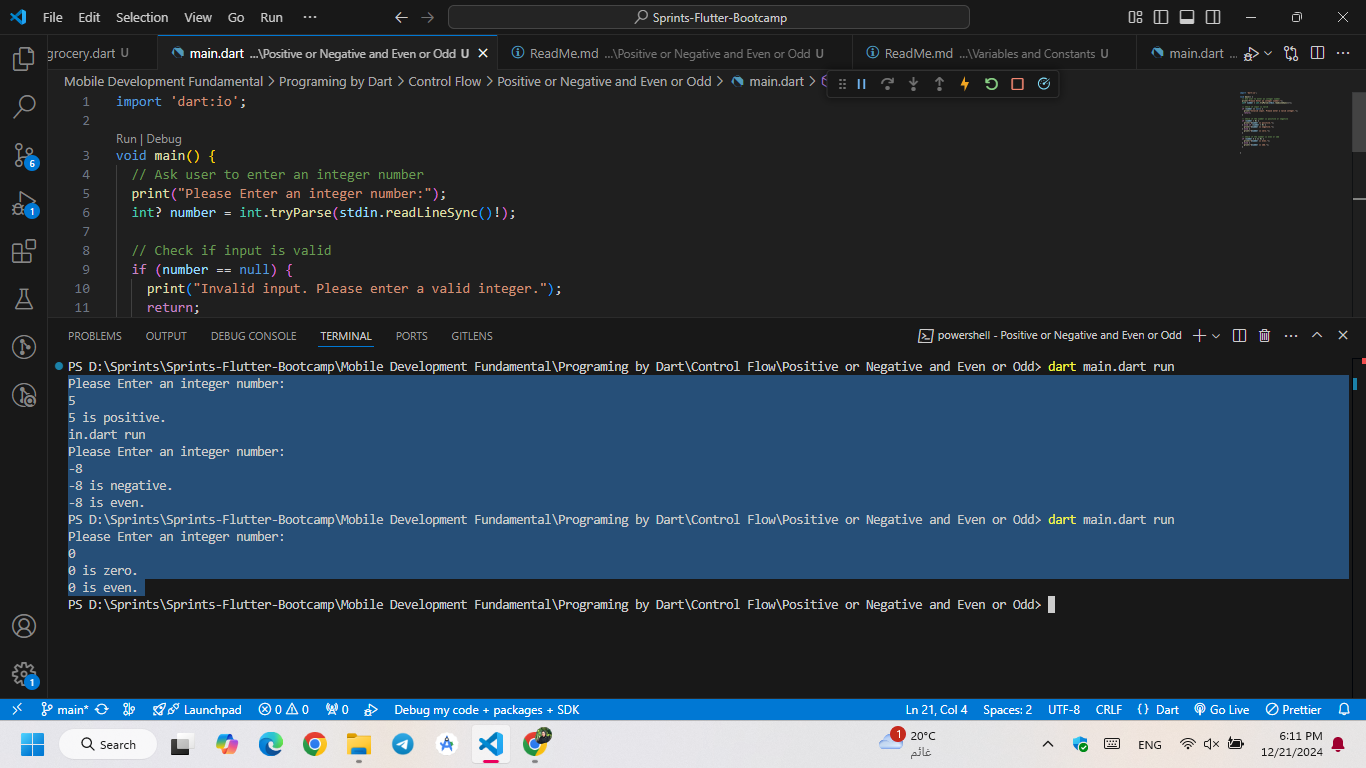 File Edit Selection View Go Run ··· Sprints-Flutter-Bootcamp
grocery.dart U main.dart ...\Positive or Negative and Even or Odd U ReadMe.md ...\Positive or Negative and Even or Odd U ReadMe.md ...\Variables and Constants U main.dart ...
Mobile Development Fundamental > Programing by Dart > Control Flow > Positive or Negative and Even or Odd > main.dart >
1 import 'dart:io';
2
Run | Debug
3 void main() {
4 // Ask user to enter an integer number
5 print("Please Enter an integer number:");
6 int? number = int.tryParse(stdin.readLineSync()!);
7
8 // Check if input is valid
9 if (number == null) {
10 print("Invalid input. Please enter a valid integer.");
11 return;
6
1
1
PROBLEMS OUTPUT DEBUG CONSOLE TERMINAL PORTS GITLENS powershell - Positive or Negative and Even or Odd
PS D:\Sprints\Sprints-Flutter-Bootcamp\Mobile Development Fundamental\Programing by Dart\Control Flow\Positive or Negative and Even or Odd> dart main.dart run
Please Enter an integer number:
5
5 is positive.
in.dart run
Please Enter an integer number:
-8
-8 is negative.
-8 is even.
PS D:\Sprints\Sprints-Flutter-Bootcamp\Mobile Development Fundamental\Programing by Dart\Control Flow\Positive or Negative and Even or Odd> dart main.dart run
Please Enter an integer number:
0
0 is zero.
0 is even.
PS D:\Sprints\Sprints-Flutter-Bootcamp\Mobile Development Fundamental\Programing by Dart\Control Flow\Positive or Negative and Even or Odd>
main* Launchpad 0 0 0 Debug my code + packages + SDK Ln 21, Col 4 Spaces: 2 UTF-8 CRLF {} Dart Go Live Prettier
Search 1 20°C ENG 6:11 PM
غائم 12/21/2024